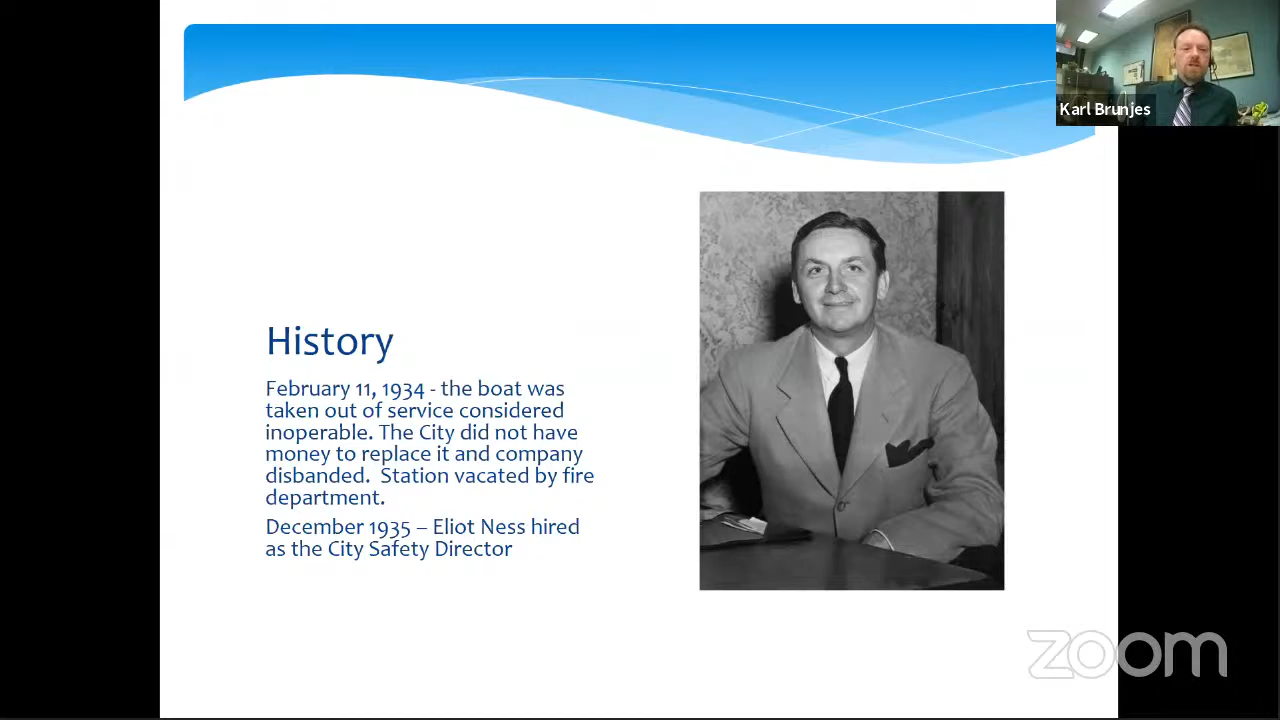 Karl Brunjes
History
February 11, 1934 - the boat was
taken out of service considered
inoperable. The City did not have
money to replace it and company
disbanded.  Station vacated by fire
department.
December 1935 – Eliot Ness hired
as the City Safety Director
zoom